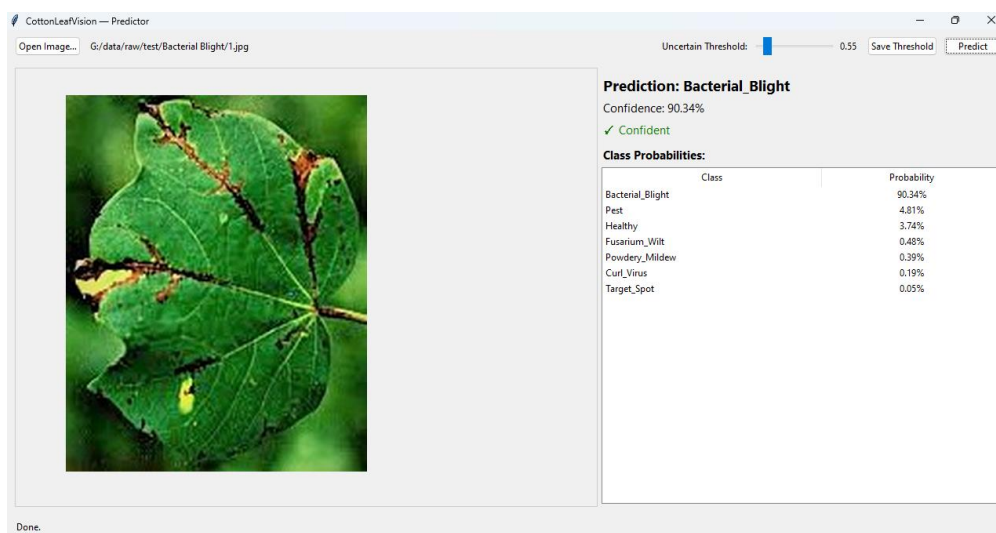 CottonLeafVision — Predictor
Open Image... G:/data/raw/test/Bacterial Blight/1.jpg Uncertain Threshold: 0.55 Save Threshold Predict
Prediction: Bacterial_Blight
Confidence: 90.34%
✓ Confident
Class Probabilities:
Class Probability
Bacterial_Blight 90.34%
Pest 4.81%
Healthy 3.74%
Fusarium_Wilt 0.48%
Powdery_Mildew 0.39%
Curl_Virus 0.19%
Target_Spot 0.05%
Done.